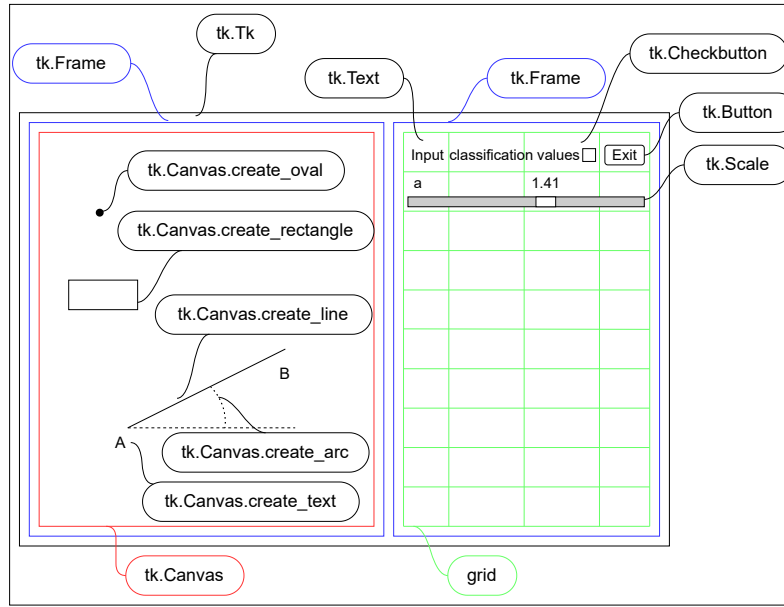 tk.Tk
tk.Frame
tk.Text
tk.Frame
tk.Checkbutton
tk.Button
tk.Scale
Input classification values
Exit
a
1.41
tk.Canvas.create_oval
tk.Canvas.create_rectangle
tk.Canvas.create_line
B
A
tk.Canvas.create_arc
tk.Canvas.create_text
tk.Canvas
grid